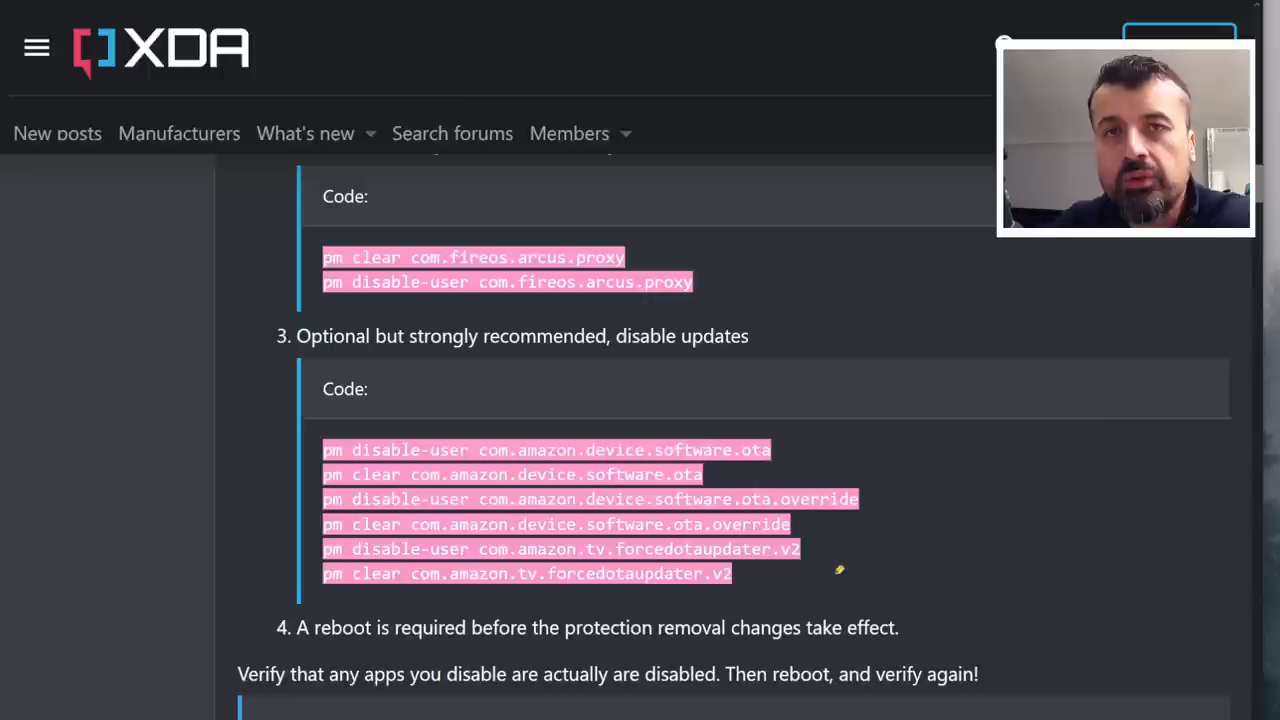 XDA
New posts Manufacturers What's new Search forums Members
Code:
pm clear com.fireos.arcus.proxy
pm disable-user com.fireos.arcus.proxy
3. Optional but strongly recommended, disable updates
Code:
pm disable-user com.amazon.device.software.ota
pm clear com.amazon.device.software.ota
pm disable-user com.amazon.device.software.ota.override
pm clear com.amazon.device.software.ota.override
pm disable-user com.amazon.tv.forcedotaupdater.v2
pm clear com.amazon.tv.forcedotaupdater.v2
4. A reboot is required before the protection removal changes take effect.
Verify that any apps you disable are actually are disabled. Then reboot, and verify again!